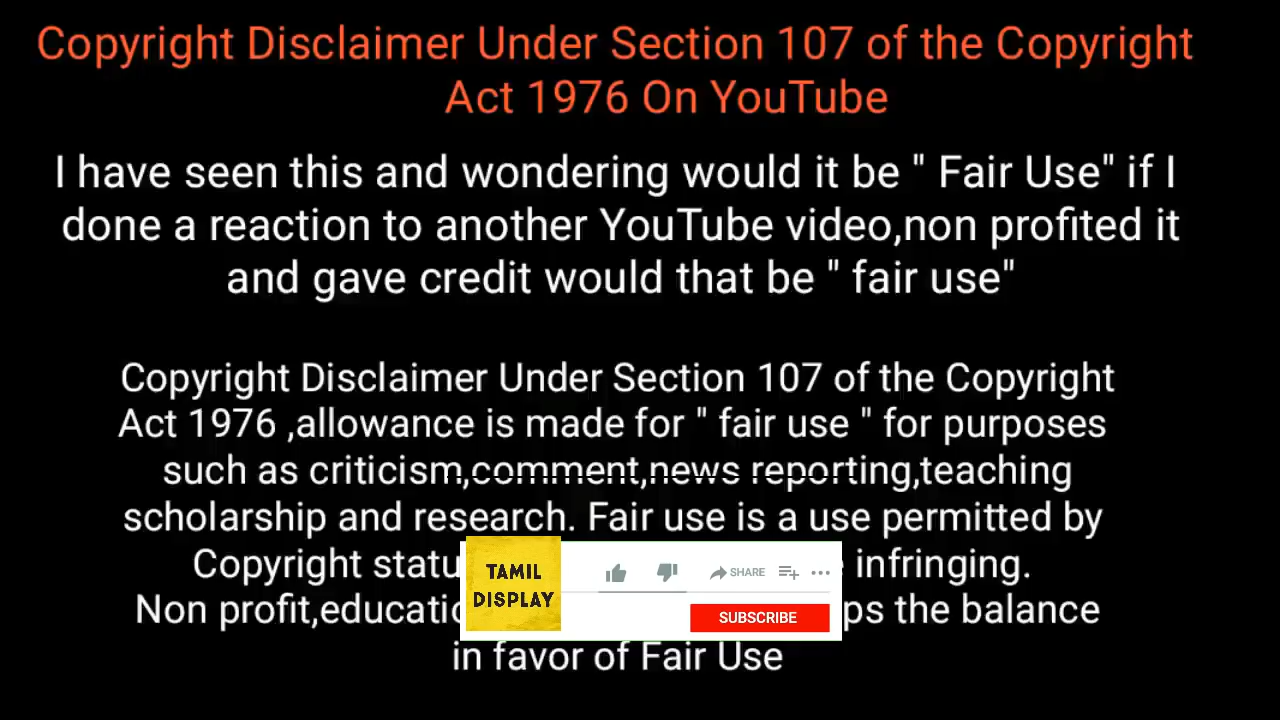 Copyright Disclaimer Under Section 107 of the Copyright
Act 1976 On YouTube
I have seen this and wondering would it be " Fair Use" if I
done a reaction to another YouTube video,non profited it
and gave credit would that be " fair use"
Copyright Disclaimer Under Section 107 of the Copyright
Act 1976 ,allowance is made for " fair use " for purposes
such as criticism,comment,news reporting,teaching
scholarship and research. Fair use is a use permitted by
Copyright infringing.
Non the balance
in favor of Fair Use
TAMIL
DISPLAY
SHARE
SUBSCRIBE